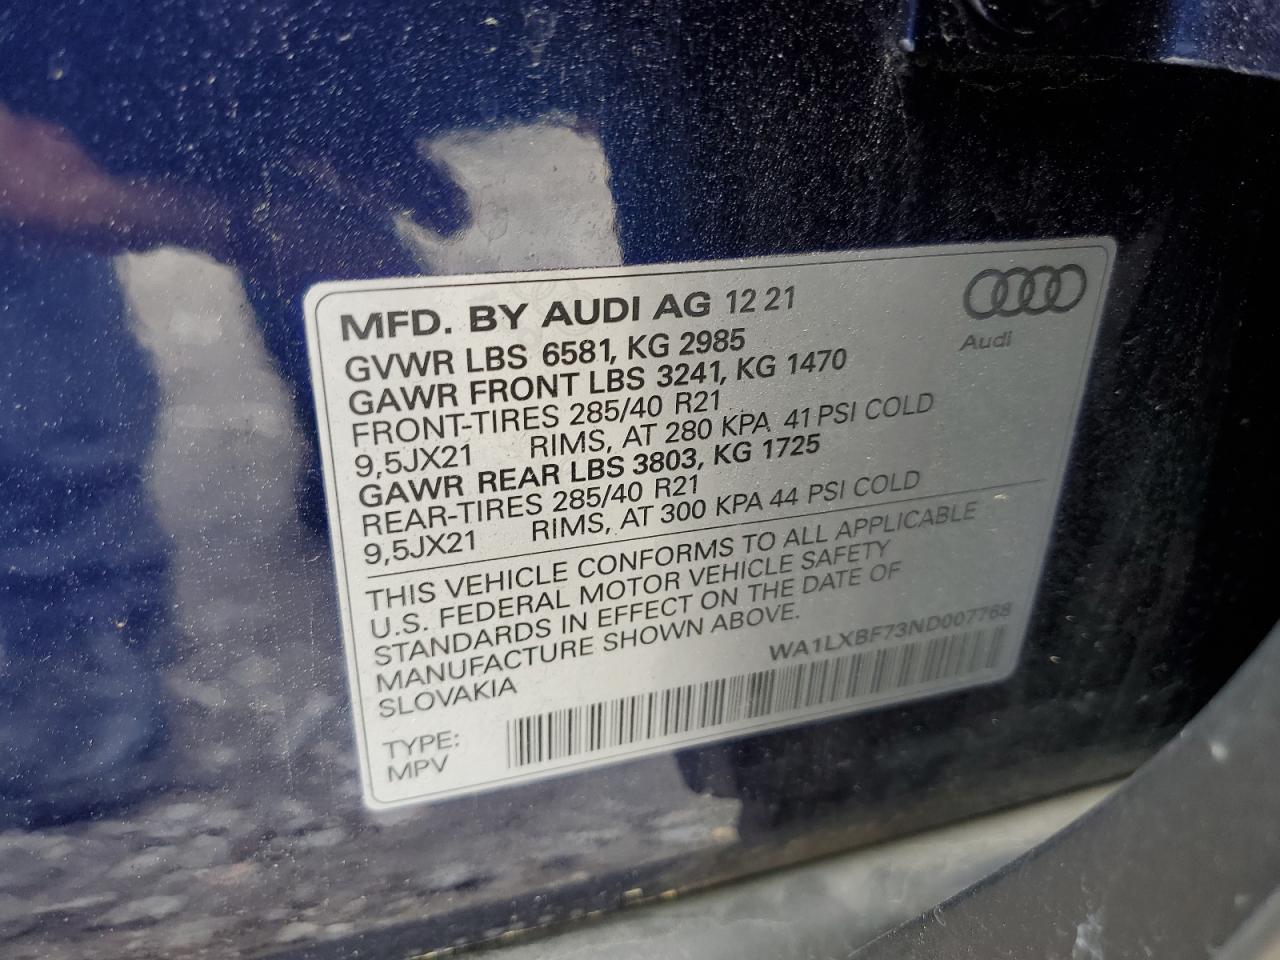 MFD. BY AUDI AG 12 21
Audi
GVWR LBS 6581, KG 2985
GAWR FRONT LBS 3241, KG 1470
FRONT-TIRES 285/40 R21
9,5JX21 RIMS, AT 280 KPA 41 PSI COLD
GAWR REAR LBS 3803, KG 1725
REAR-TIRES 285/40 R21
9,5JX21 RIMS, AT 300 KPA 44 PSI COLD
THIS VEHICLE CONFORMS TO ALL APPLICABLE
U.S. FEDERAL MOTOR VEHICLE SAFETY
STANDARDS IN EFFECT ON THE DATE OF
MANUFACTURE SHOWN ABOVE.
SLOVAKIA
WA1LXBF73ND007768
TYPE:
MPV